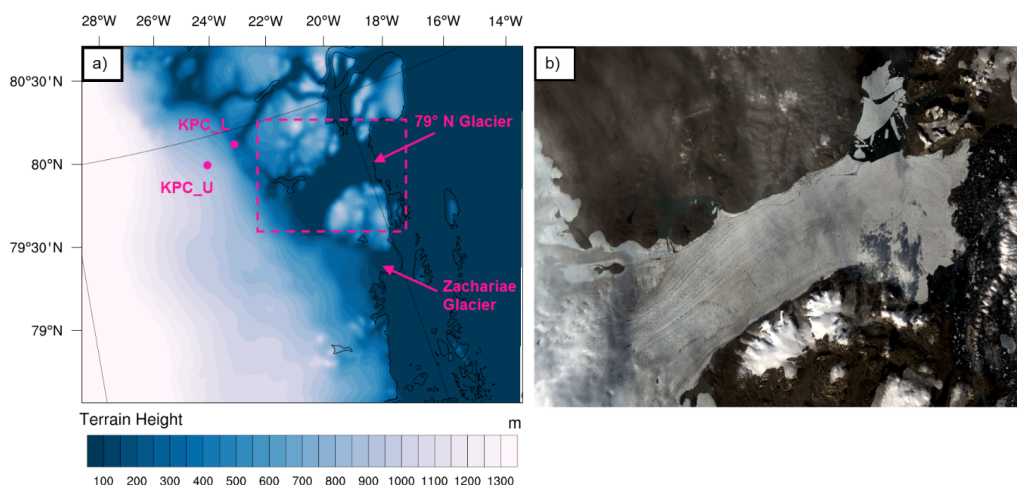 28°W 26°W 24°W 22°W 20°W 18°W 16°W 14°W
a)
b)
80°30'N
80°N
79°30'N
79°N
KPC_L
KPC_U
79° N Glacier
Zachariae
Glacier
Terrain Height m
100 200 300 400 500 600 700 800 900 1000 1100 1200 1300